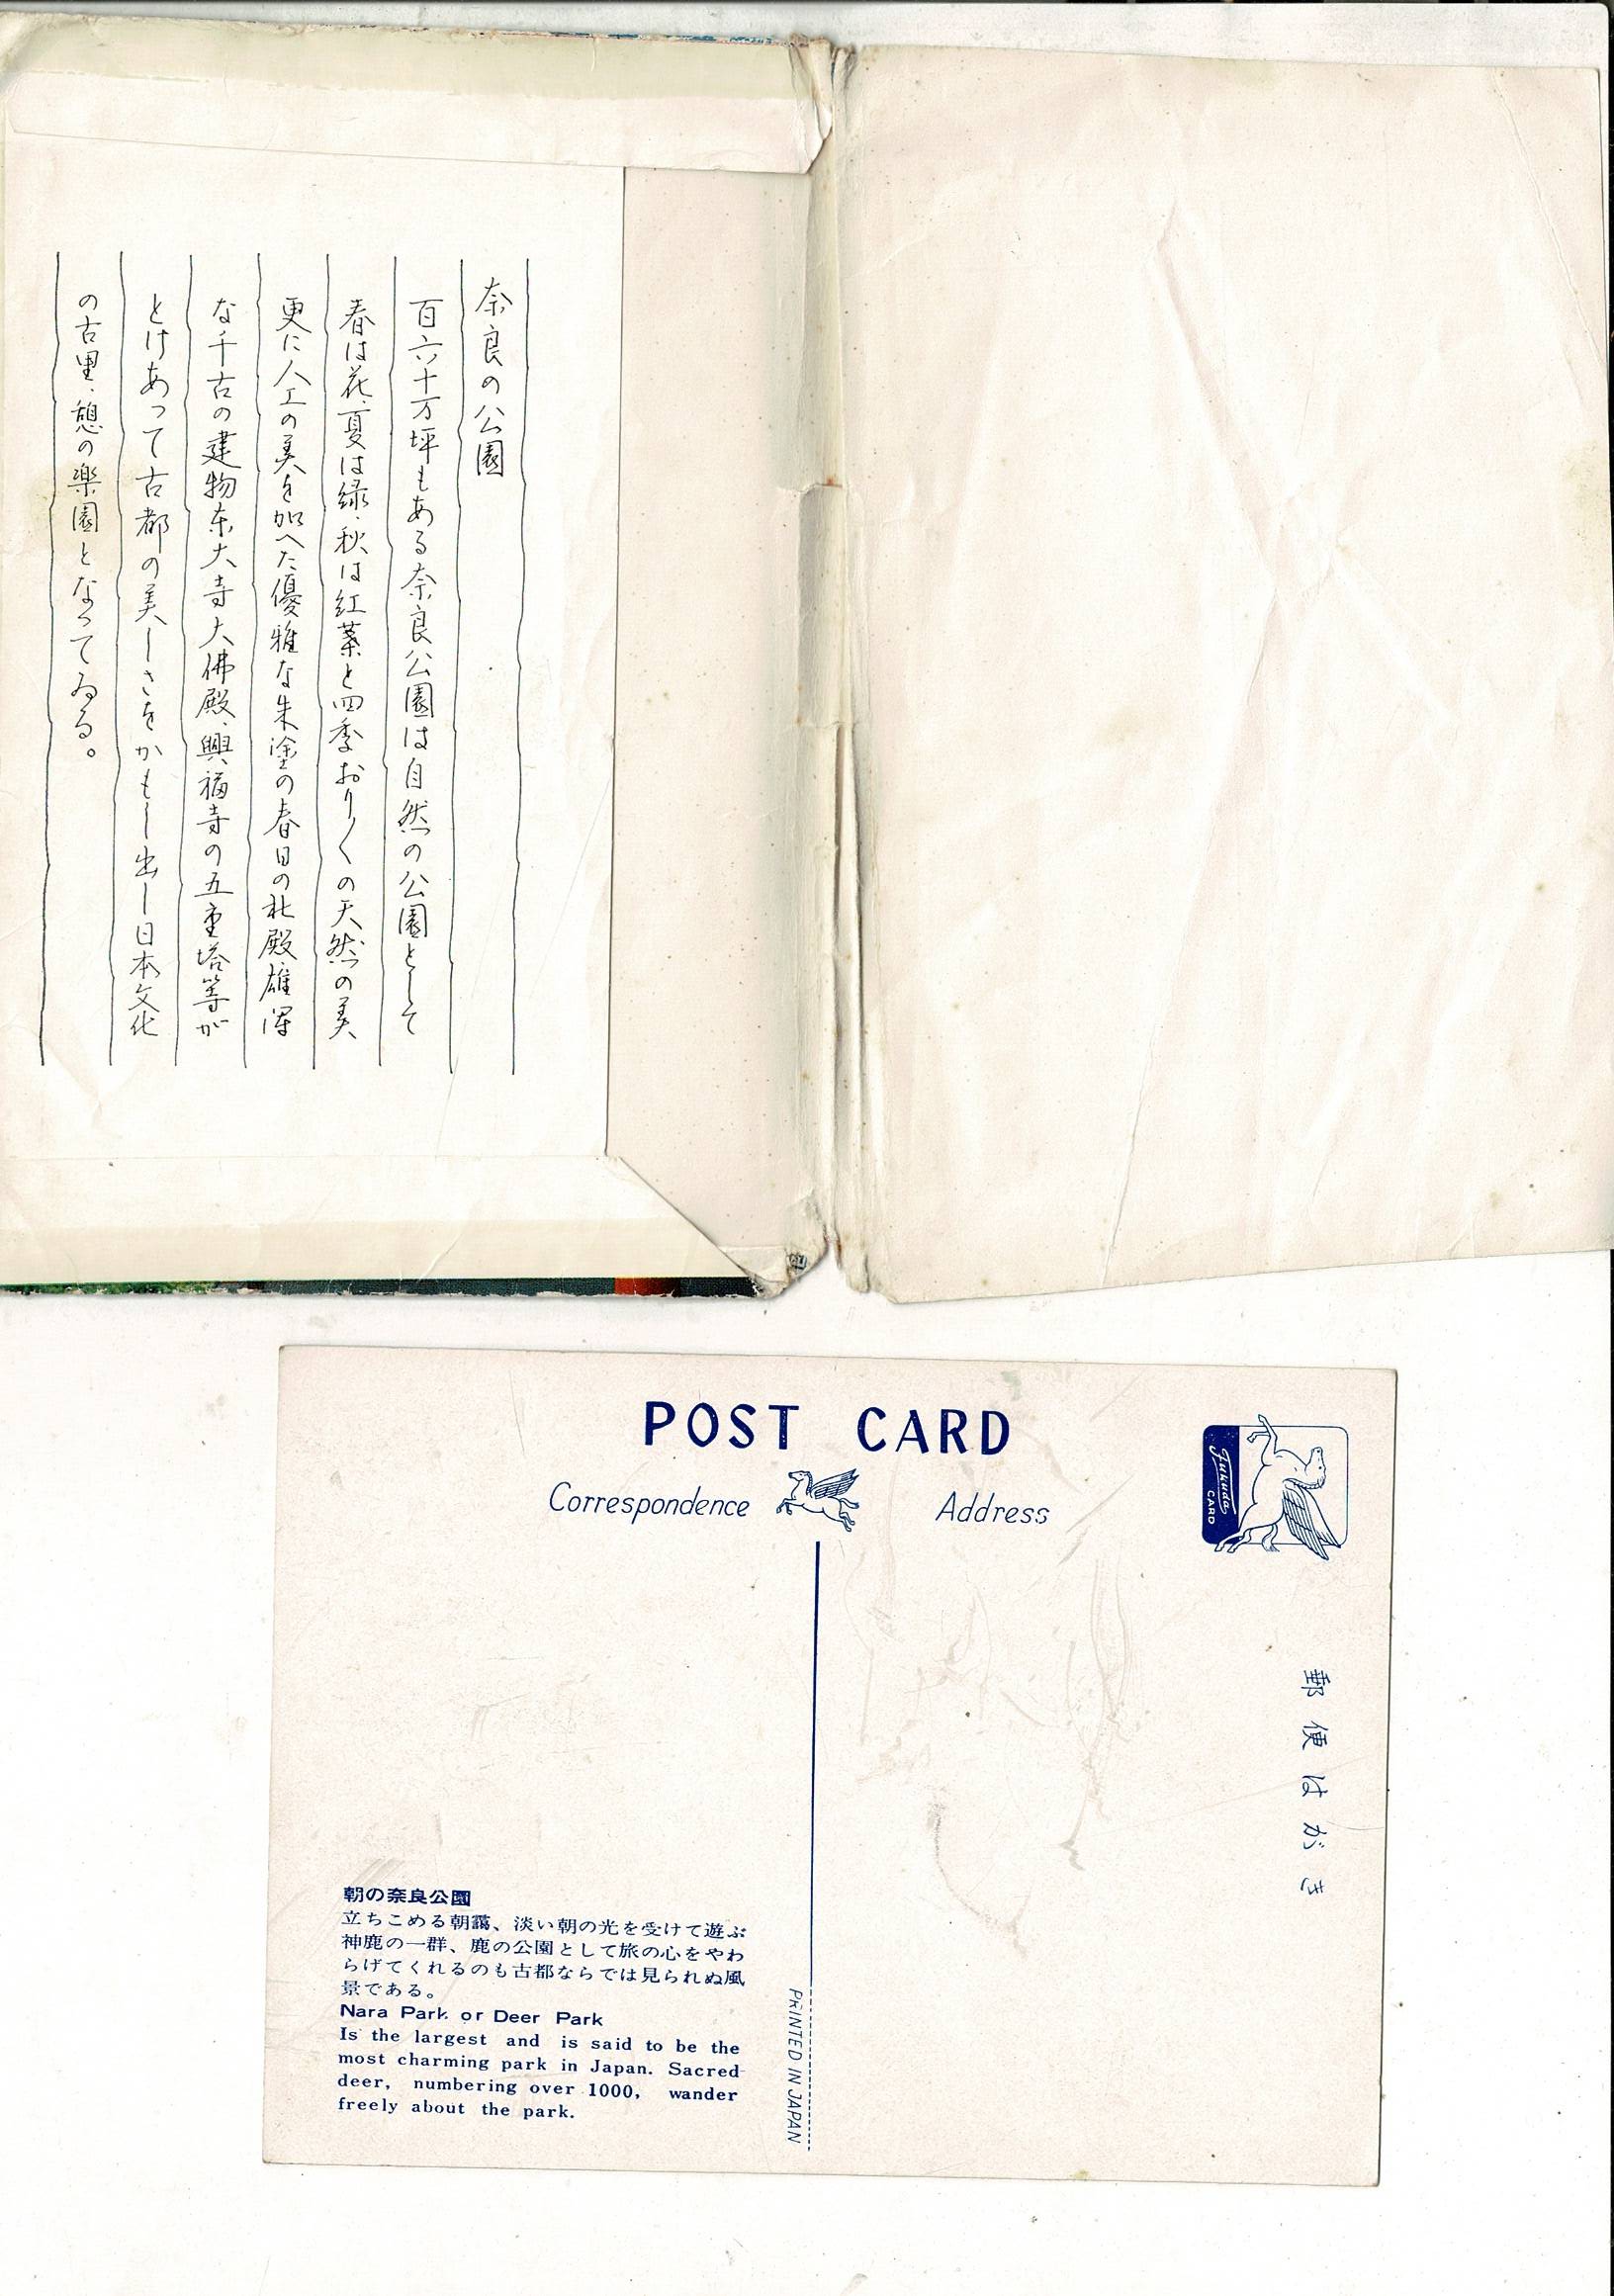 奈良の公園
百六十万坪もある奈良公園は自然の公園として
春は花、夏は緑、秋は紅葉と四季おり〱の天然の美
更に人工の美を加へた優雅な朱塗の春日の社殿、雄渾
な千古の建物東大寺大佛殿、興福寺の五重塔等が
とけあって古都の美しさをかもし出し日本文化
の古里、憩の楽園となってゐる。
POST CARD
Correspondence
Address
Fukuda
CARD
郵便はがき
朝の奈良公園
立ちこめる朝靄、淡い朝の光を受けて遊ぶ
神鹿の一群、鹿の公園として旅の心をやわ
らげてくれるのも古都ならでは見られぬ風
景である。
Nara Park or Deer Park
Is the largest and is said to be the
most charming park in Japan. Sacred
deer, numbering over 1000, wander
freely about the park.
PRINTED IN JAPAN